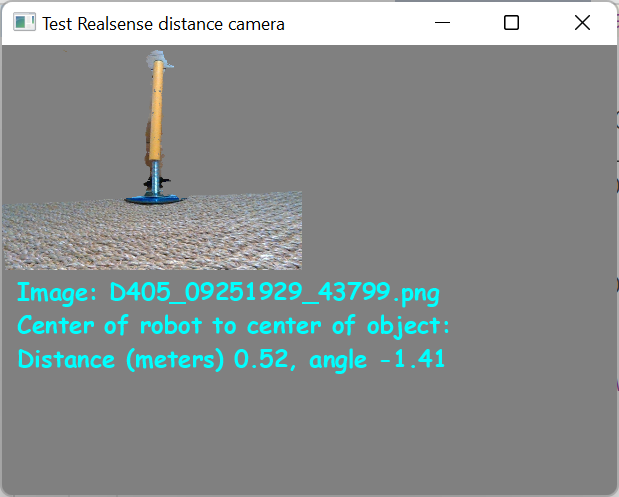 Test Realsense distance camera
Image: D405_09251929_43799.png
Center of robot to center of object:
Distance (meters) 0.52, angle -1.41